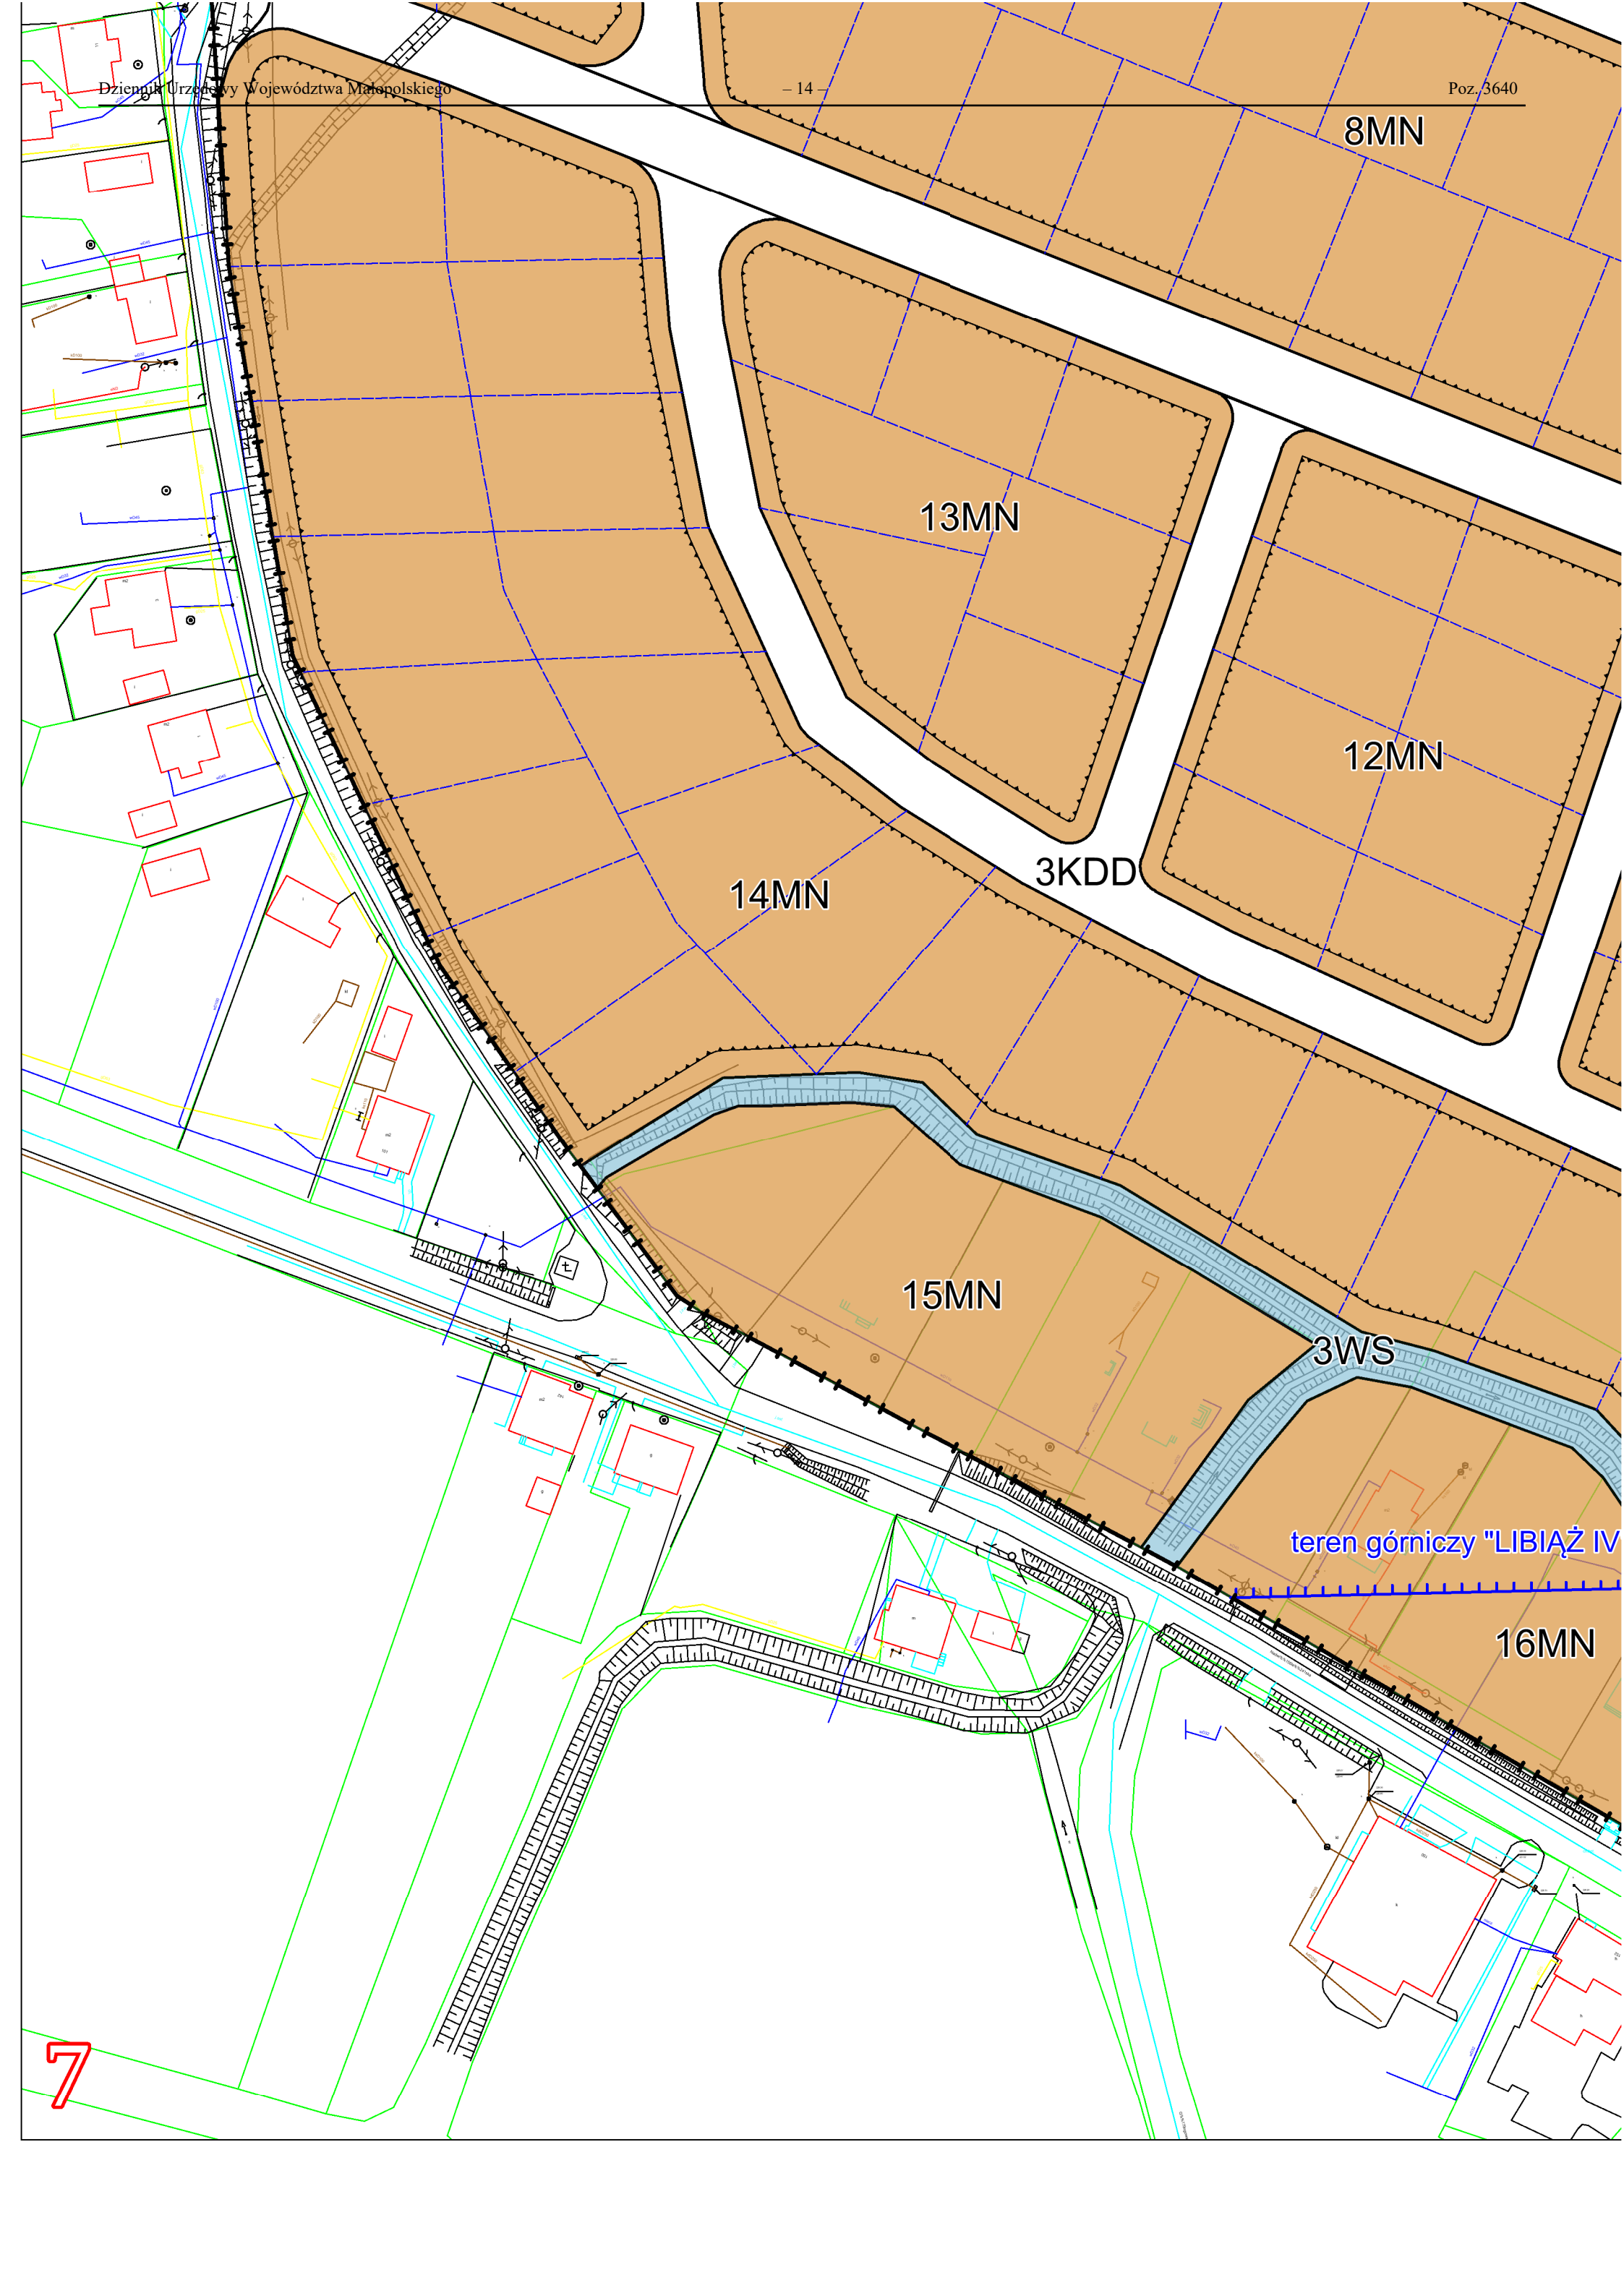 Dziennik Urzędowy Województwa Małopolskiego – 14 – Poz. 3640
8MN
13MN
12MN
3KDD
14MN
15MN
3WS
teren górniczy "LIBIĄŻ IV
16MN
7